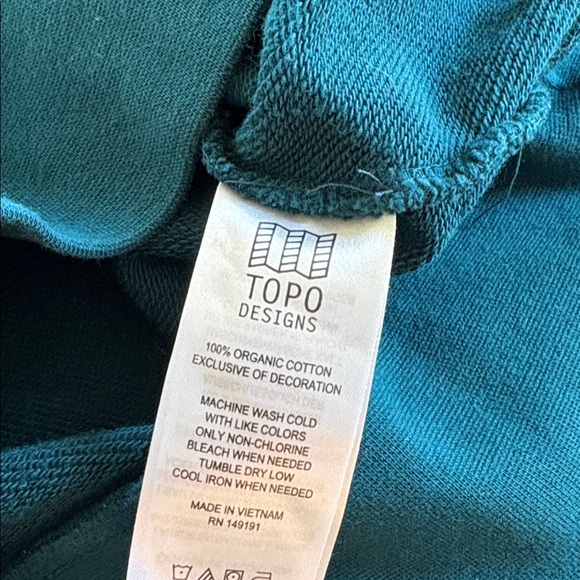 TOPO
DESIGNS
100% ORGANIC COTTON
EXCLUSIVE OF DECORATION
MACHINE WASH COLD
WITH LIKE COLORS
ONLY NON-CHLORINE
BLEACH WHEN NEEDED
TUMBLE DRY LOW
COOL IRON WHEN NEEDED
MADE IN VIETNAM
RN 149191